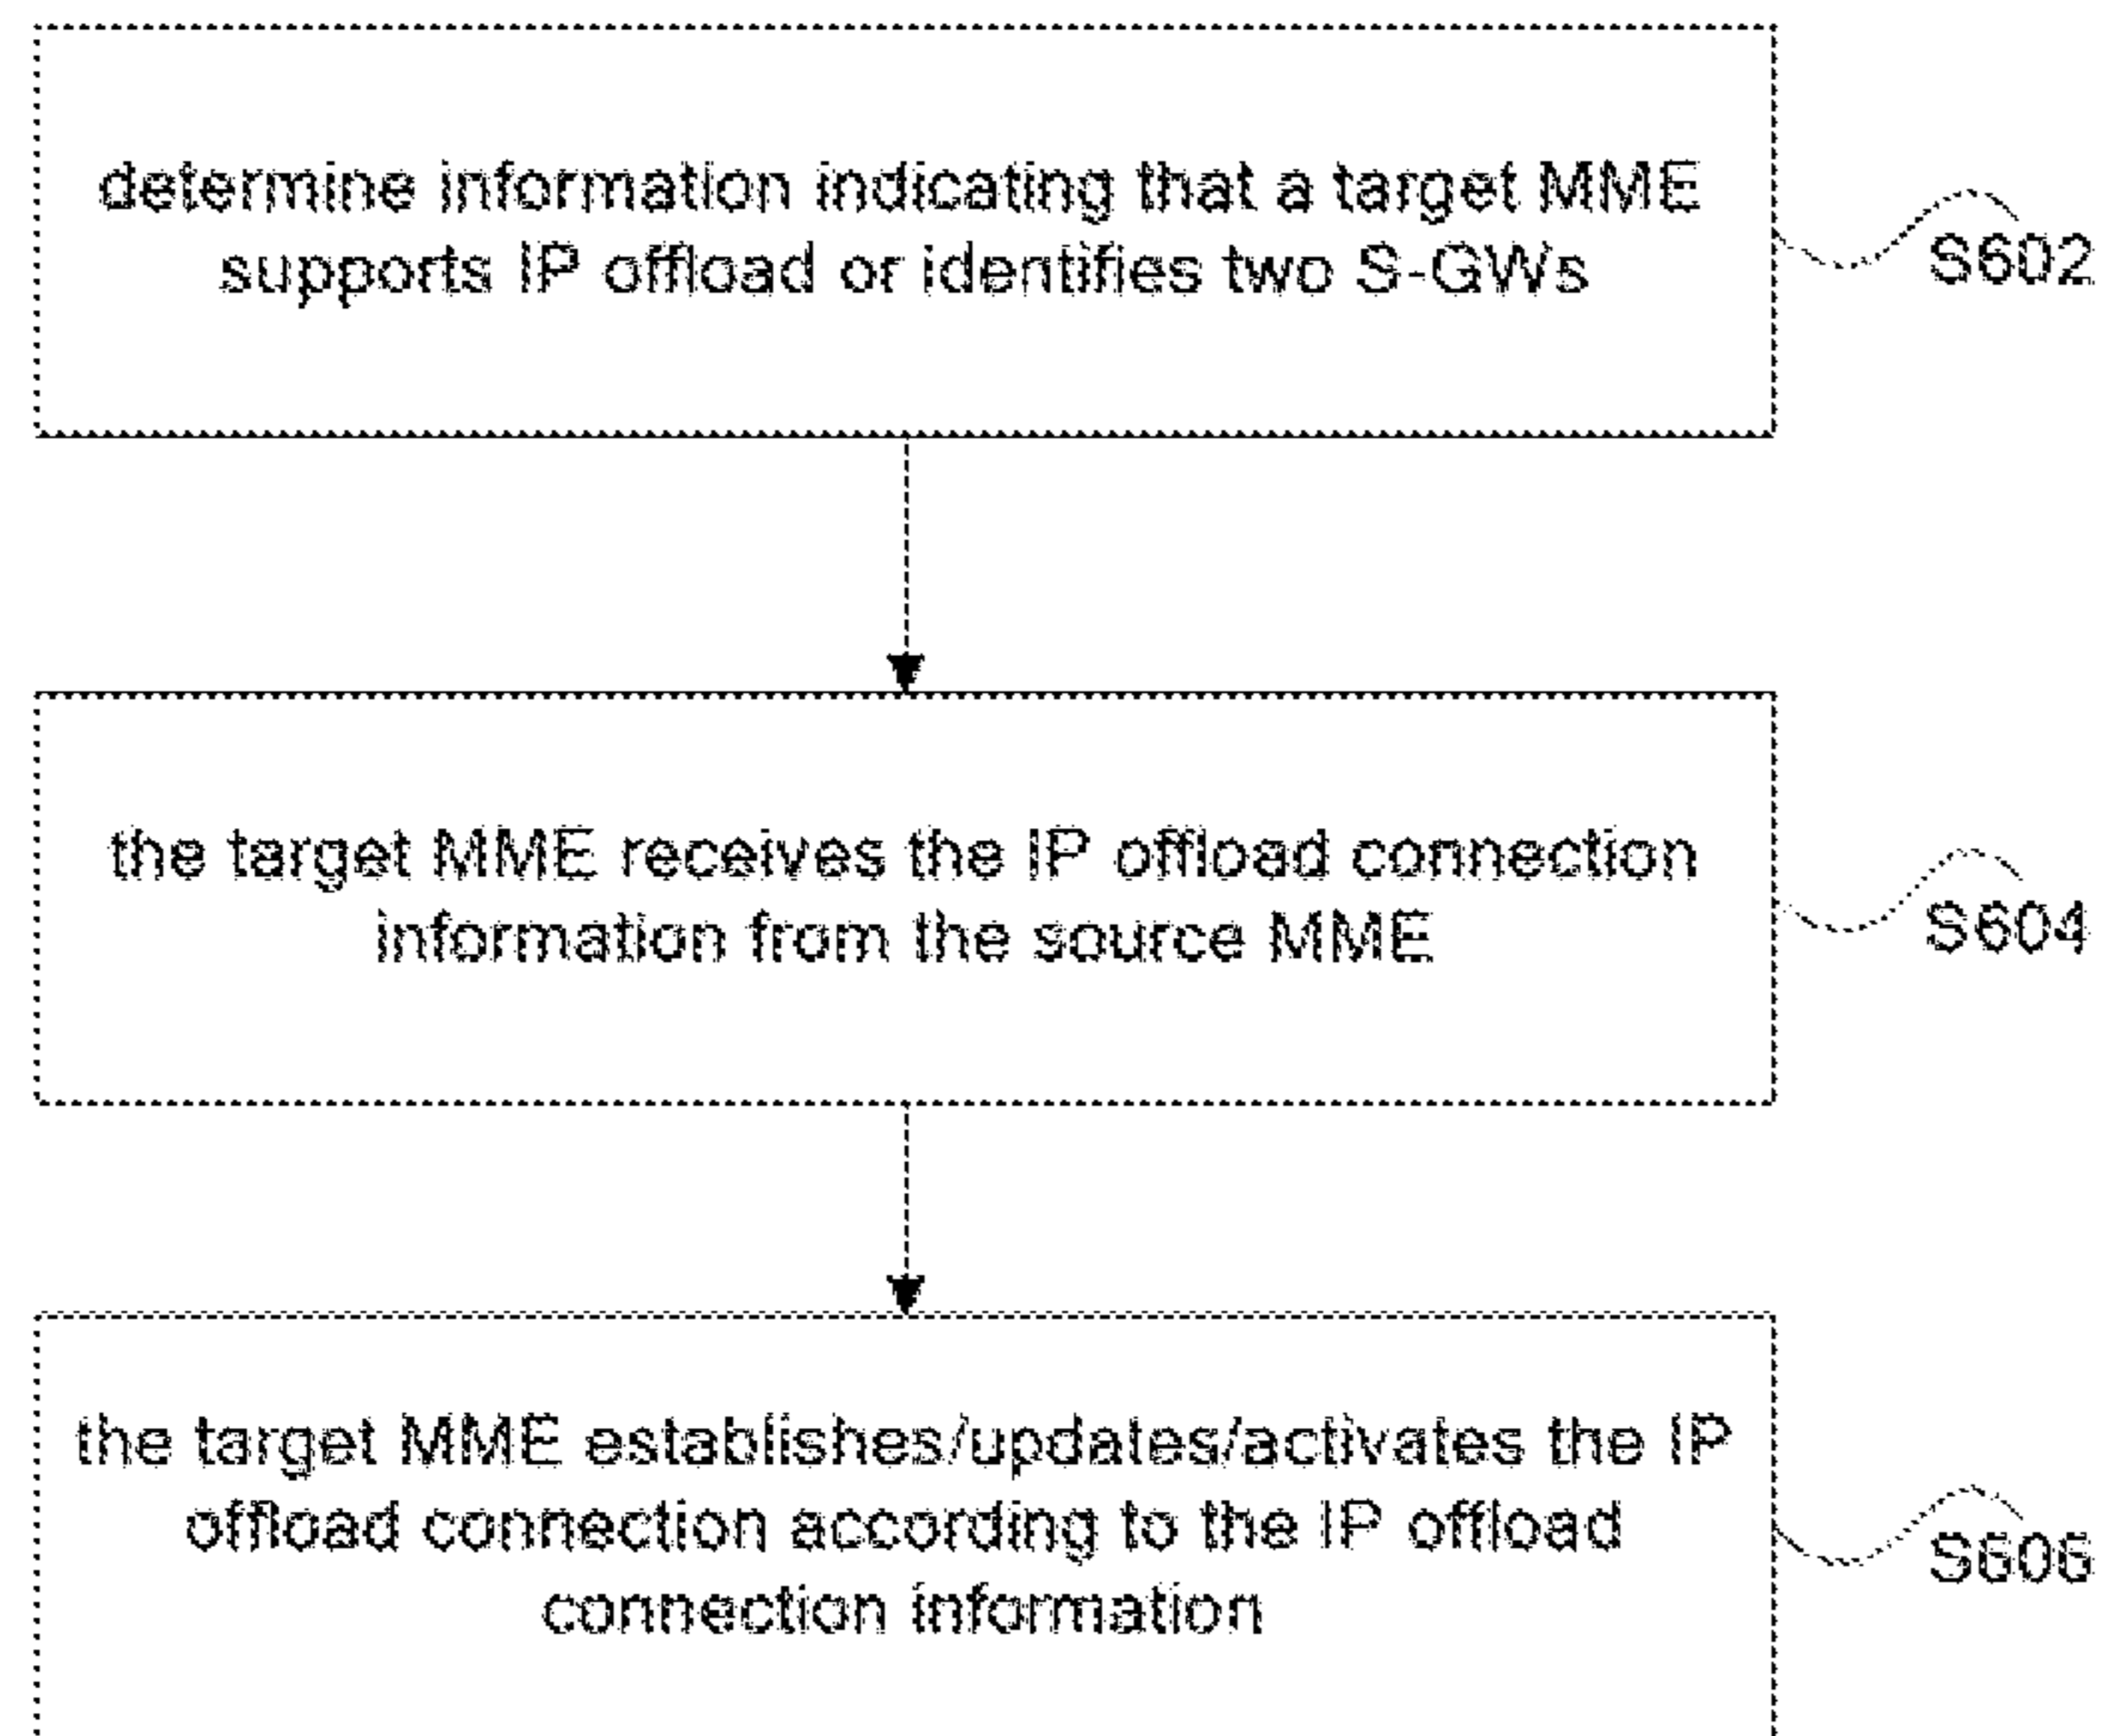 determine information indicating that a target MME
supports IP offload or identifies two S-GWs
S602
the target MME receives the IP offload connection
information from the source MME
S604
the target MME establishes/updates/activates the IP
offload connection according to the IP offload
connection information
S606